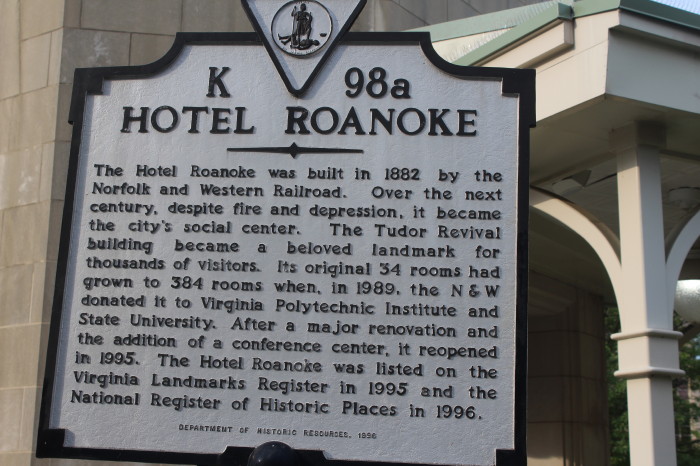 K 98a
HOTEL ROANOKE
The Hotel Roanoke was built in 1882 by the
Norfolk and Western Railroad. Over the next
century, despite fire and depression, it became
the city's social center. The Tudor Revival
building became a beloved landmark for
thousands of visitors. Its original 34 rooms had
grown to 384 rooms when, in 1989, the N & W
donated it to Virginia Polytechnic Institute and
State University. After a major renovation and
the addition of a conference center, it reopened
in 1995. The Hotel Roanoke was listed on the
Virginia Landmarks Register in 1995 and the
National Register of Historic Places in 1996.
DEPARTMENT OF HISTORIC RESOURCES, 1996